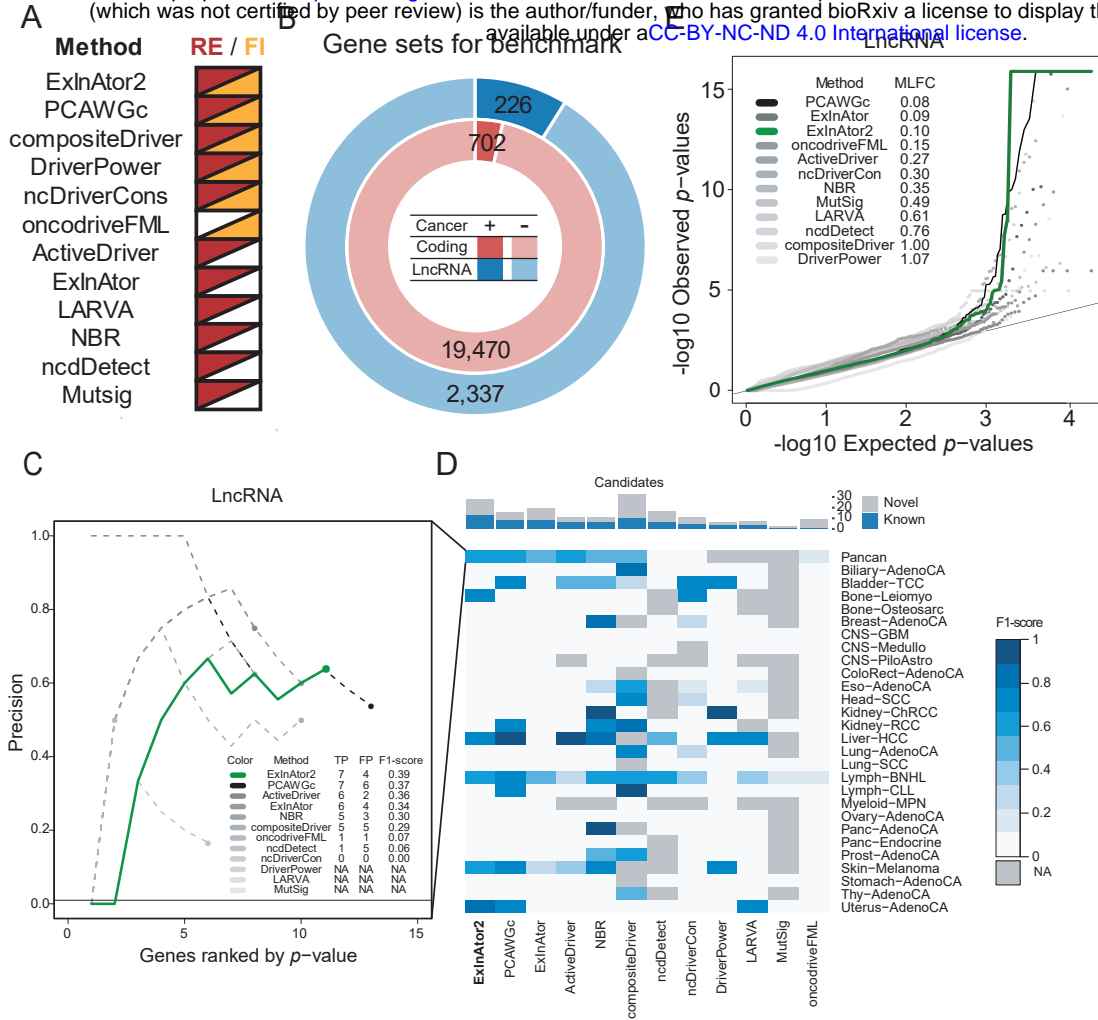 (which was not certified by peer review) is the author/funder, who has granted bioRxiv a license to display
available under aCC-BY-NC-ND 4.0 International license.
A
Method RE / FI
ExInAtor2
PCAWGc
compositeDriver
DriverPower
ncdDriverCons
oncodriveFML
ActiveDriver
ExInAtor
LARVA
NBR
ncdDetect
Mutsig
B
Gene sets for benchmark
226
702
Cancer + -
Coding
LncRNA
19,470
2,337
E
LncRNA
Method MLFC
PCAWGc 0.08
ExInAtor 0.09
ExInAtor2 0.10
oncodriveFML 0.15
ActiveDriver 0.27
ncDriverCon 0.30
NBR 0.35
MutSig 0.49
LARVA 0.61
ncdDetect 0.76
compositeDriver 1.00
DriverPower 1.07
-log10 Observed p-values
15
10
5
0
0 1 2 3 4
-log10 Expected p-values
C
LncRNA
Precision
1.0
0.8
0.6
0.4
0.2
0.0
Color Method TP FP F1-score
ExInAtor2 7 4 0.39
PCAWGc 7 6 0.37
ActiveDriver 6 2 0.36
ExInAtor 6 4 0.34
NBR 5 3 0.30
compositeDriver 5 5 0.29
oncodriveFML 1 1 0.07
ncdDetect 1 5 0.06
ncDriverCon 0 0 0.00
DriverPower NA NA NA
LARVA NA NA NA
MutSig NA NA NA
0 5 10 15
Genes ranked by p-value
D
Candidates
30
20
10
0
Novel
Known
Pancan
Biliary-AdenoCA
Bladder-TCC
Bone-Leiomyo
Bone-Osteosarc
Breast-AdenoCA
CNS-GBM
CNS-Medullo
CNS-PiloAstro
ColoRect-AdenoCA
Eso-AdenoCA
Head-SCC
Kidney-ChRCC
Kidney-RCC
Liver-HCC
Lung-AdenoCA
Lung-SCC
Lymph-BNHL
Lymph-CLL
Myeloid-MPN
Ovary-AdenoCA
Panc-AdenoCA
Panc-Endocrine
Prost-AdenoCA
Skin-Melanoma
Stomach-AdenoCA
Thy-AdenoCA
Uterus-AdenoCA
F1-score
1
0.8
0.6
0.4
0.2
0
NA
ExInAtor2
PCAWGc
ExInAtor
ActiveDriver
NBR
compositeDriver
ncdDetect
ncDriverCon
DriverPower
LARVA
MutSig
oncodriveFML